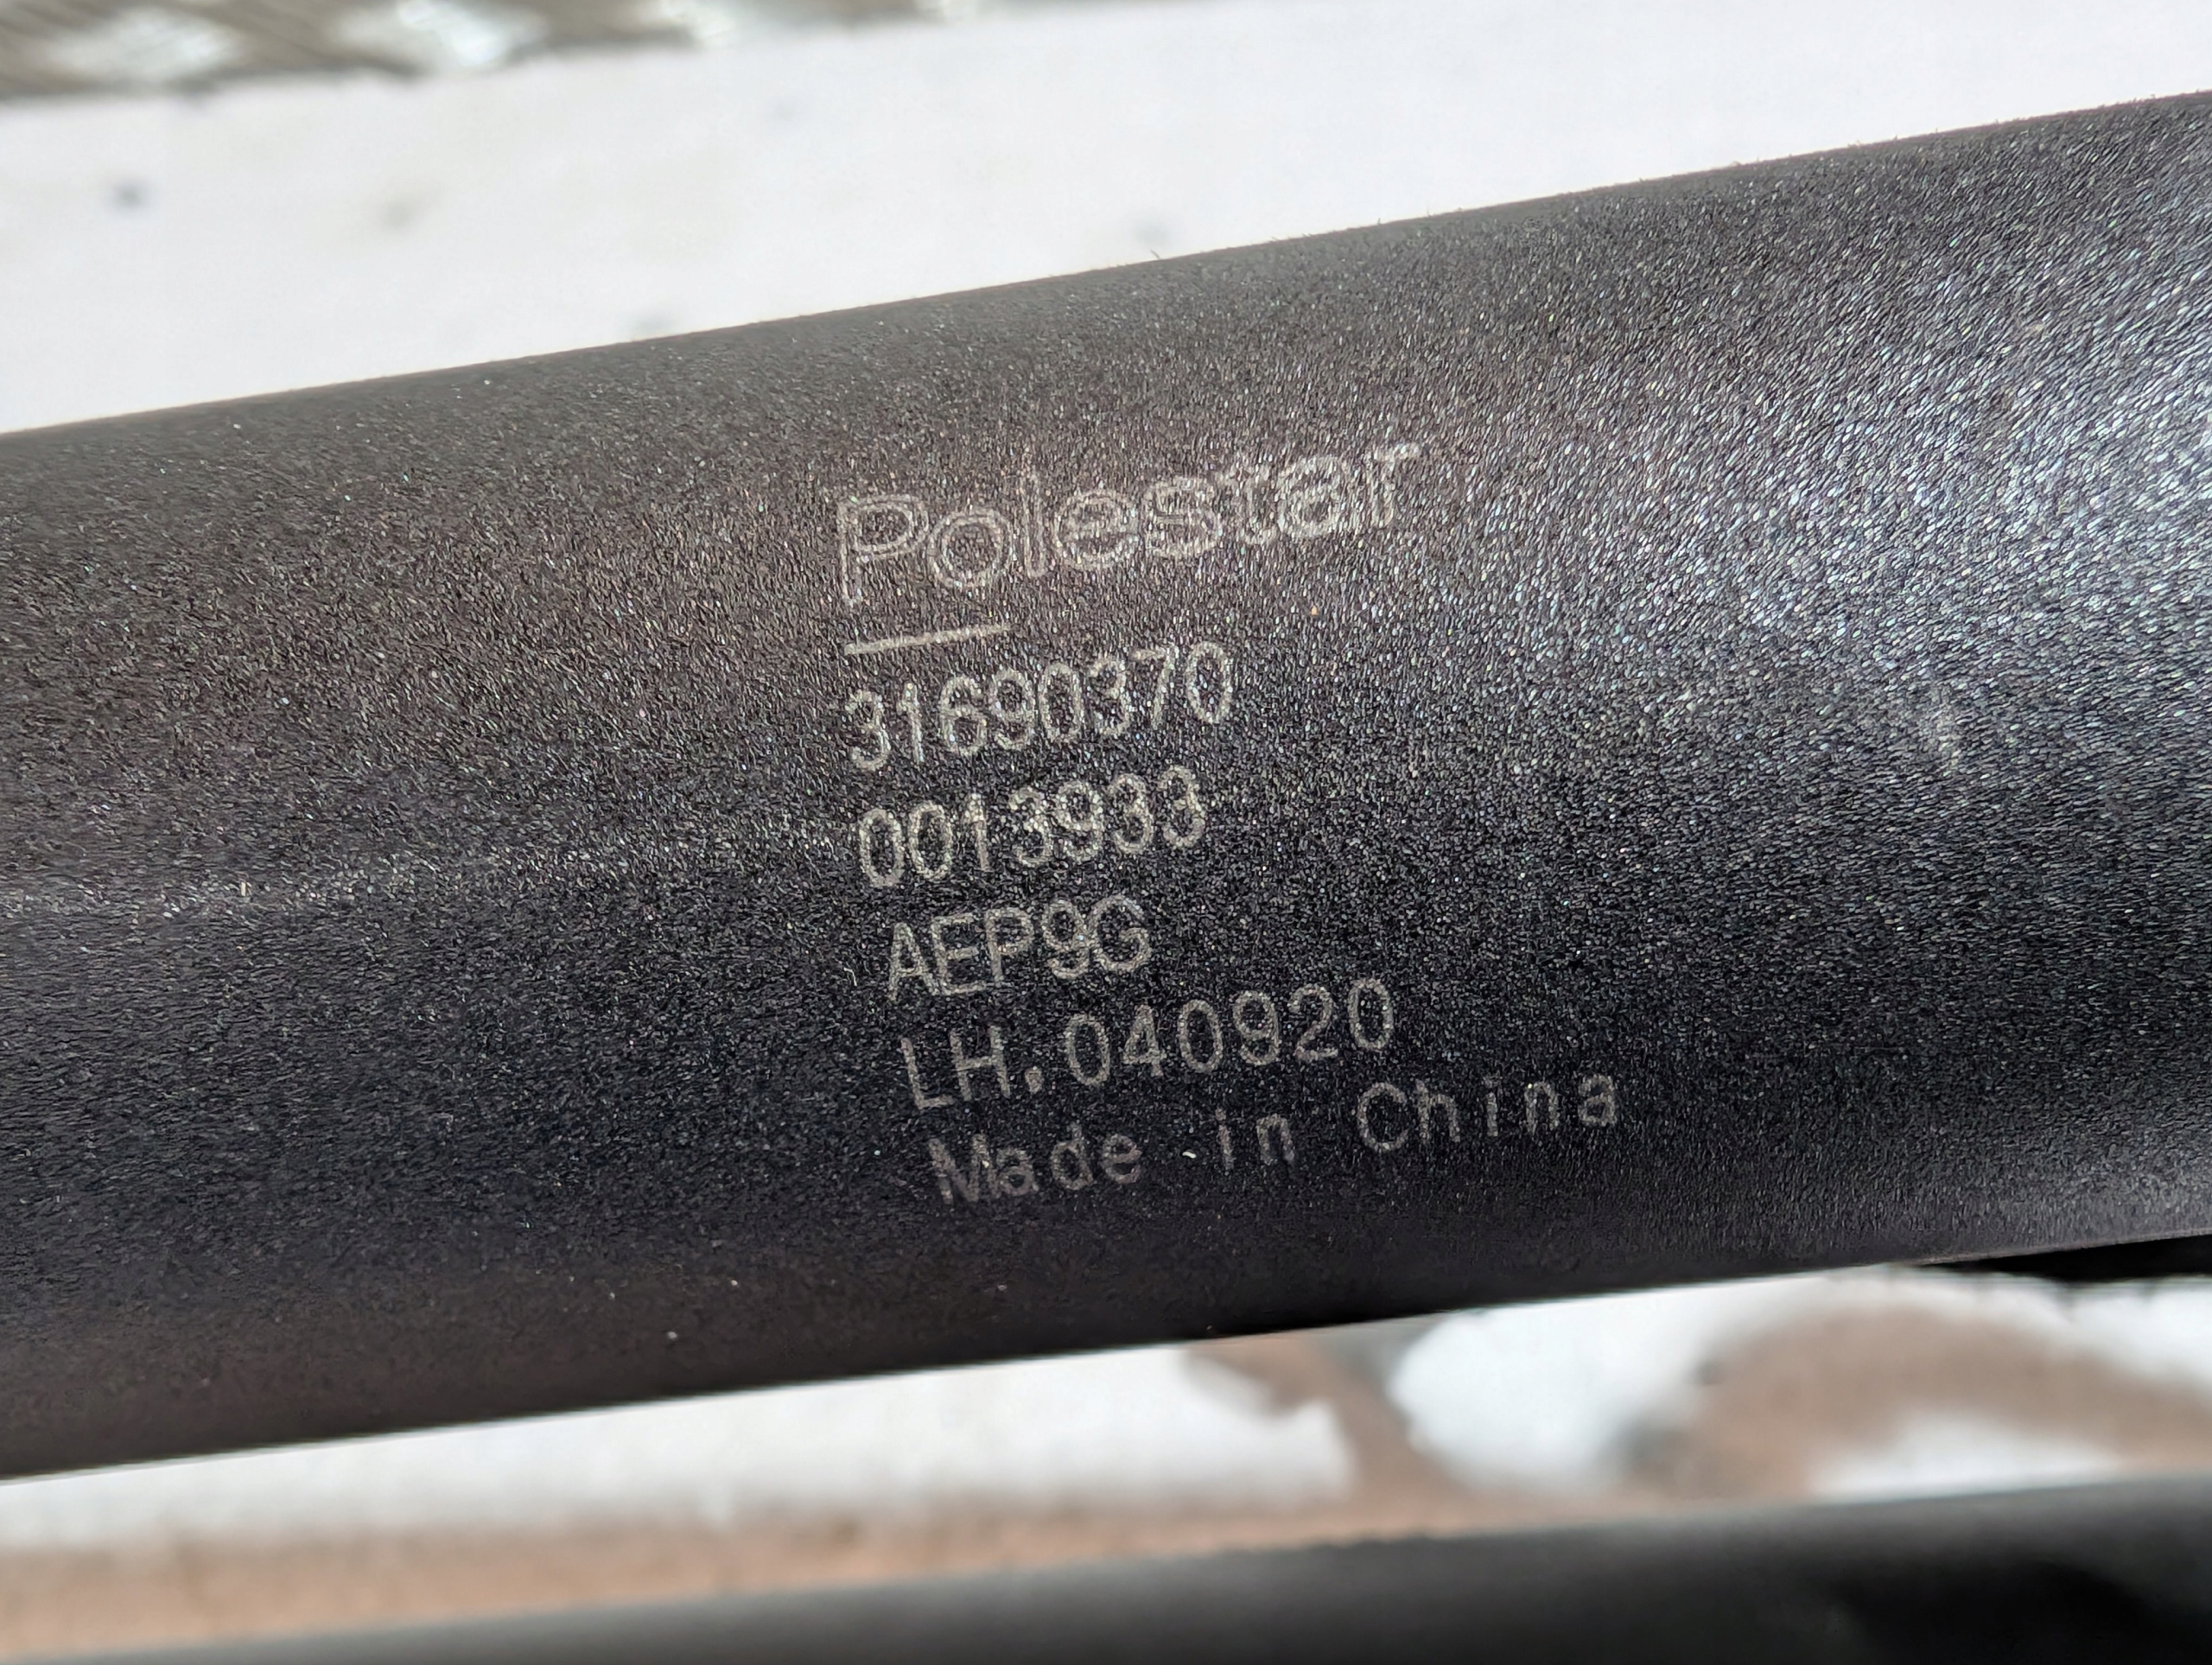 Polestar
31690370
0013933
AEP9G
LH.040920
Made in China